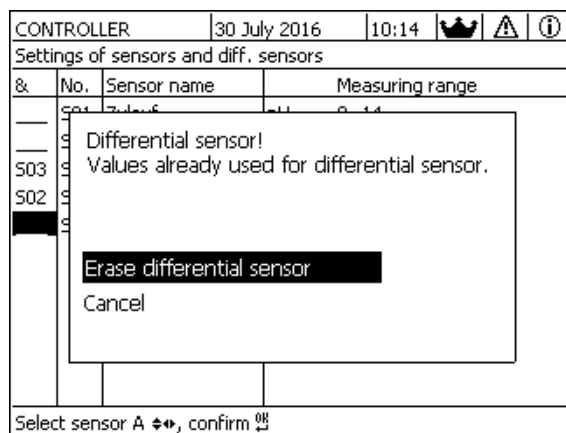 CONTROLLER 30 July 2016 10:14
Settings of sensors and diff. sensors
& No. Sensor name Measuring range
Differential sensor!
S03 Values already used for differential sensor.
S02
Erase differential sensor
Cancel
Select sensor A, confirm OK